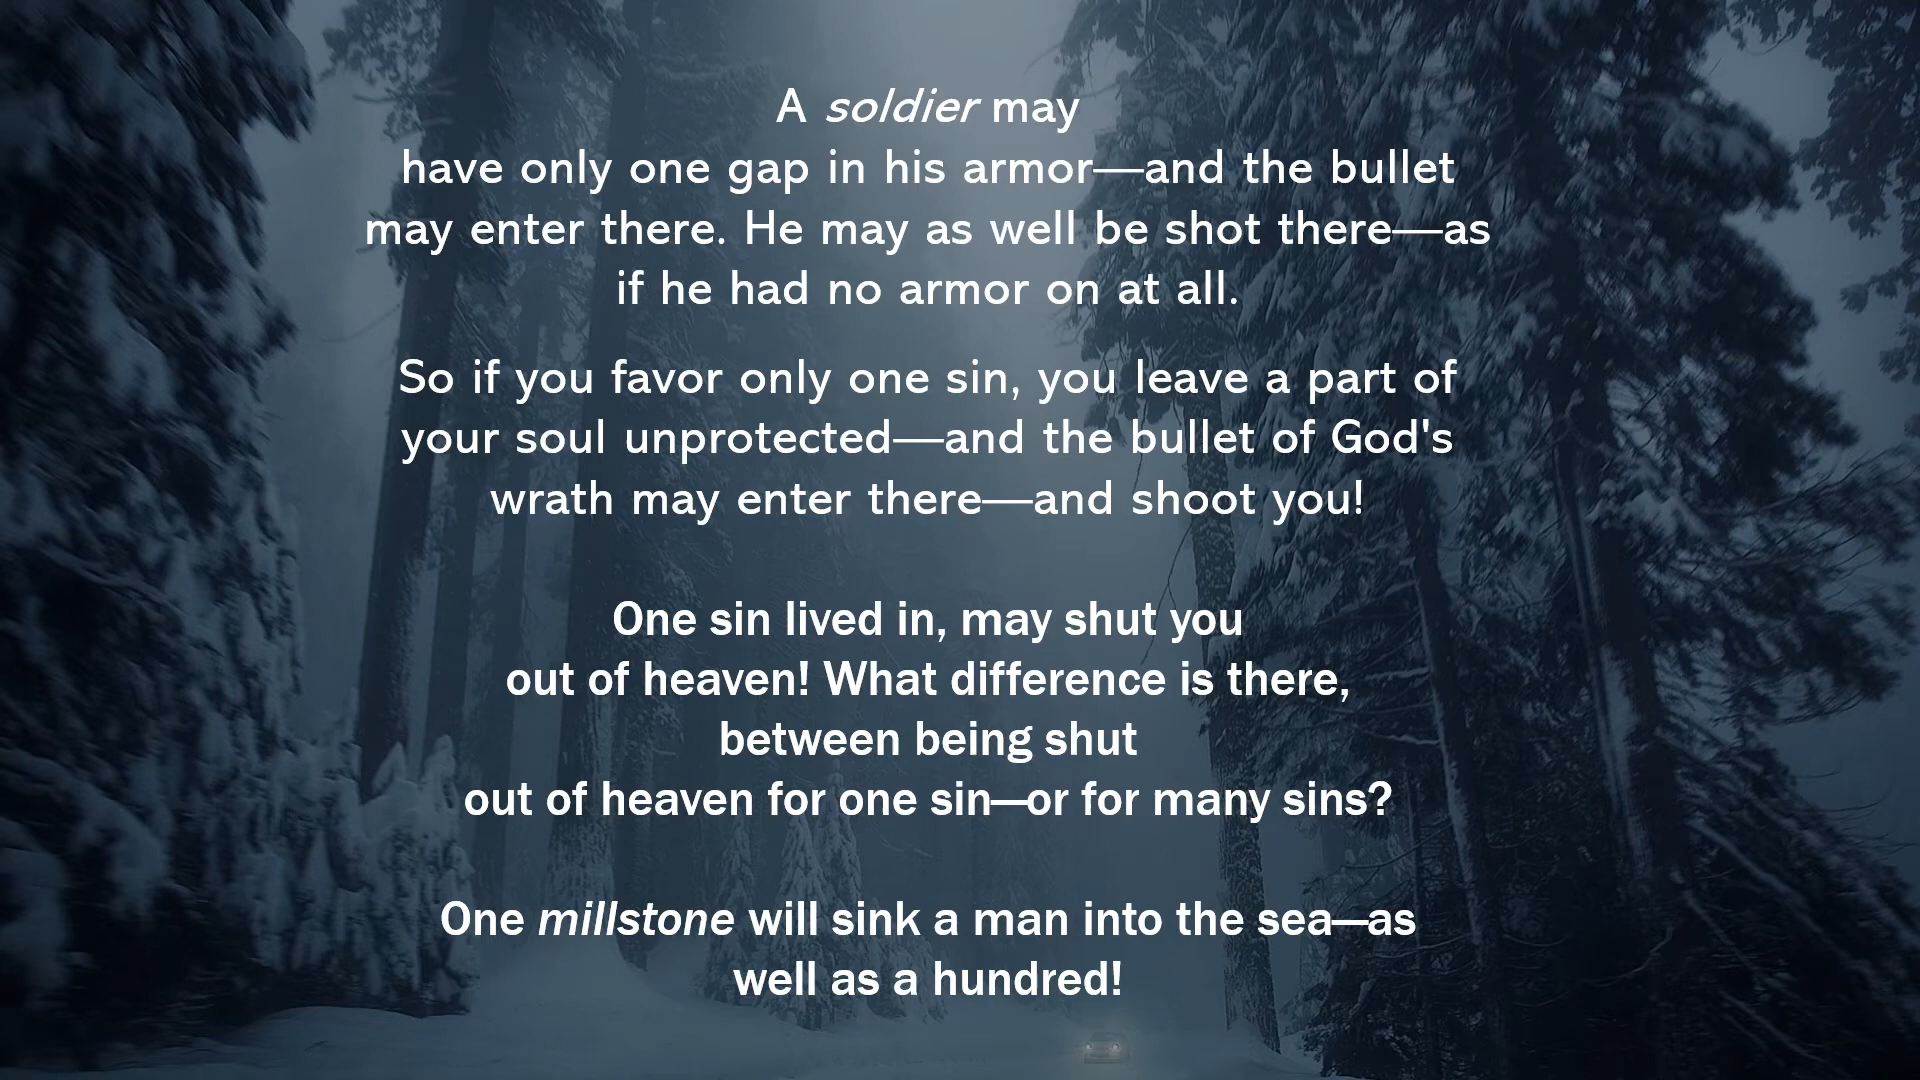 A soldier may
have only one gap in his armor—and the bullet
may enter there. He may as well be shot there—as
if he had no armor on at all.
So if you favor only one sin, you leave a part of
your soul unprotected—and the bullet of God's
wrath may enter there—and shoot you!
One sin lived in, may shut you
out of heaven! What difference is there,
between being shut
out of heaven for one sin—or for many sins?
One millstone will sink a man into the sea—as
well as a hundred!